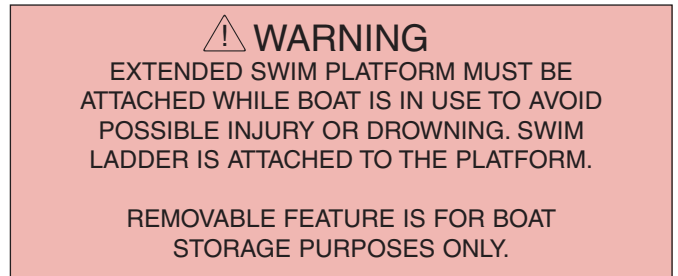 WARNING
EXTENDED SWIM PLATFORM MUST BE
ATTACHED WHILE BOAT IS IN USE TO AVOID
POSSIBLE INJURY OR DROWNING. SWIM
LADDER IS ATTACHED TO THE PLATFORM.
REMOVABLE FEATURE IS FOR BOAT
STORAGE PURPOSES ONLY.